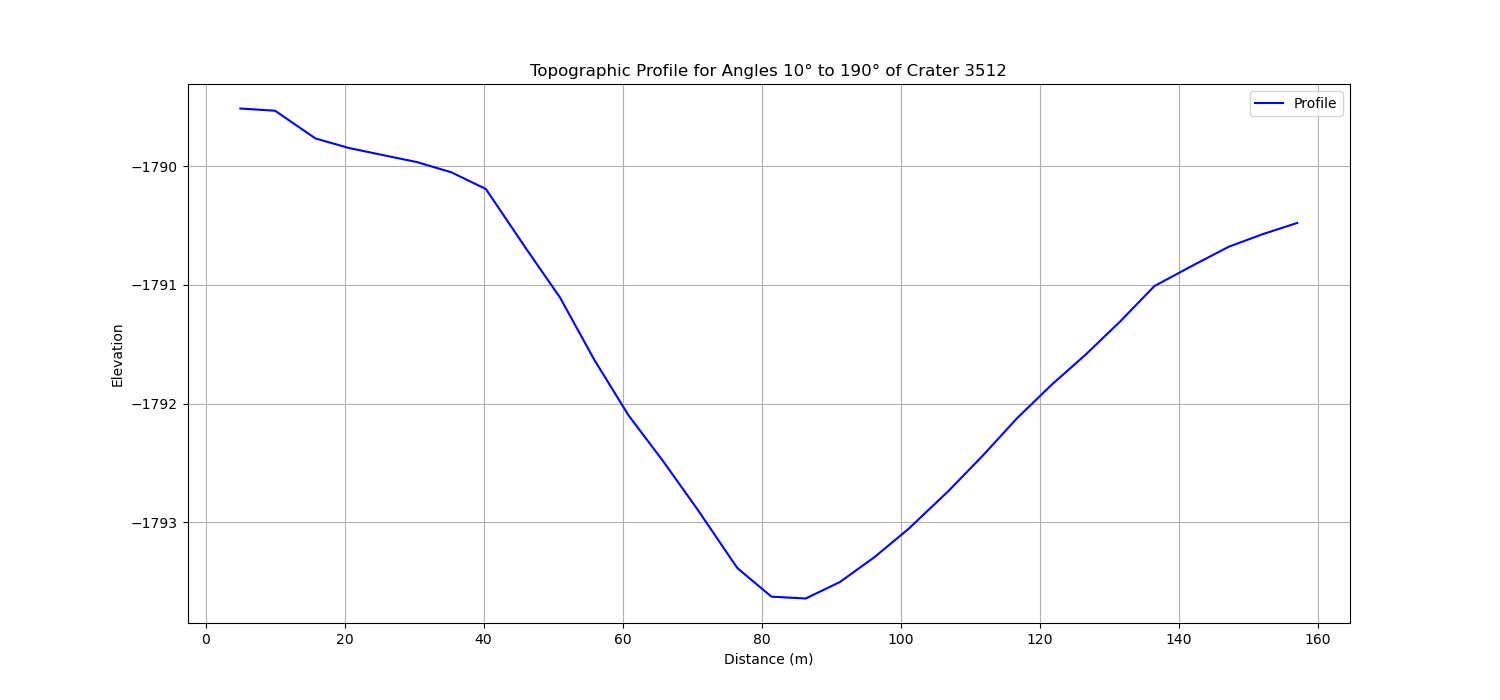 Topographic Profile for Angles 10° to 190° of Crater 3512
Profile
−1790
−1791
−1792
−1793
Elevation
0 20 40 60 80 100 120 140 160
Distance (m)